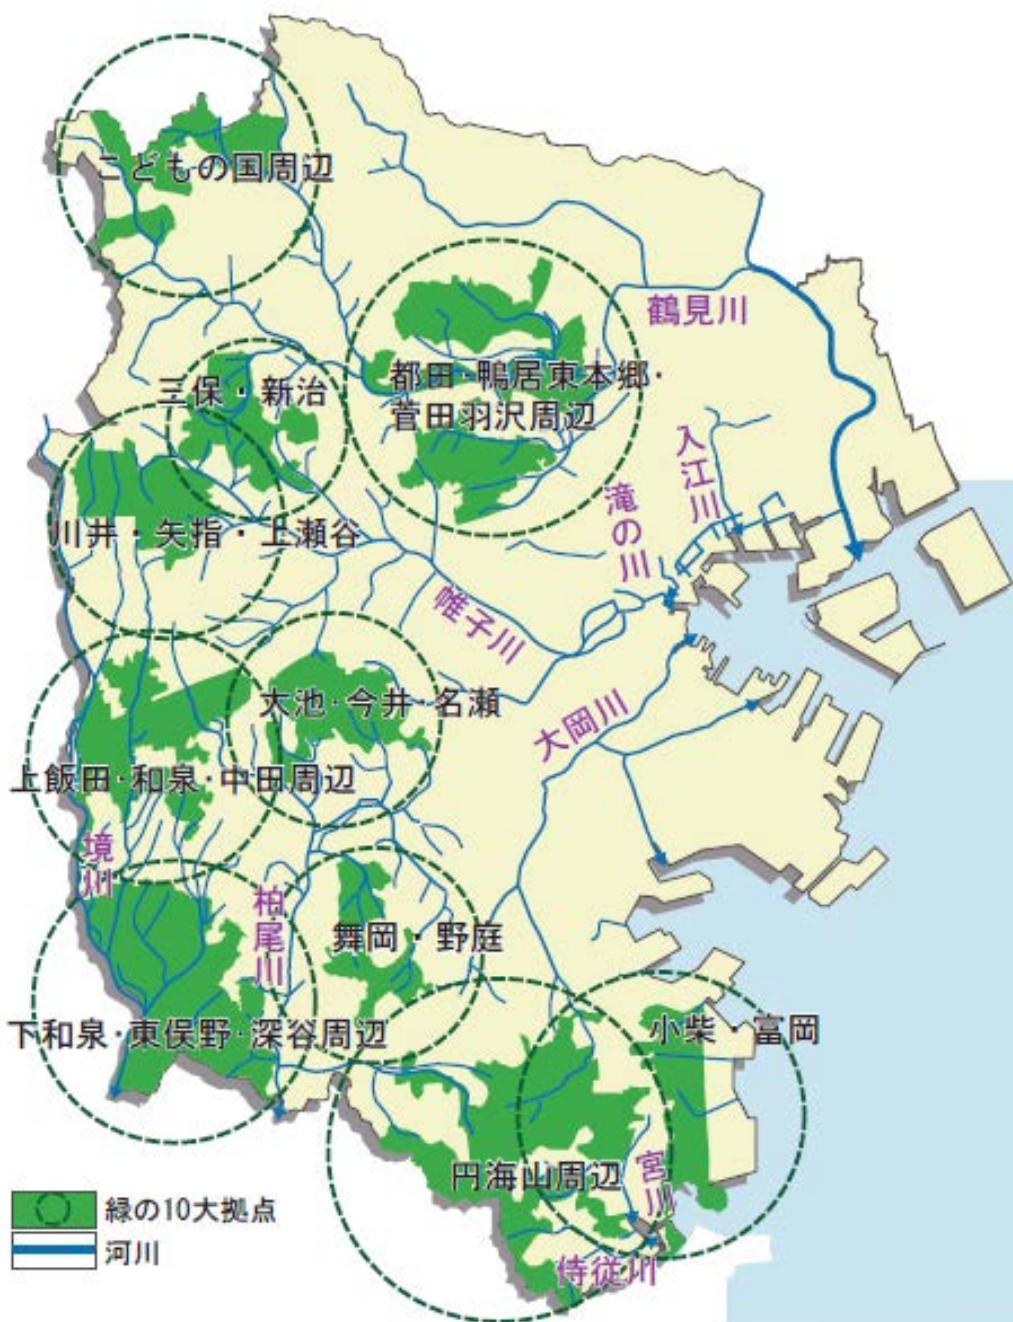 こどもの国周辺
鶴見川
三保・新治
都田・鴨居東本郷・
菅田羽沢周辺
入江川
滝の川
川井・矢指・上瀬谷
帷子川
大池・今井・名瀬
大岡川
上飯田・和泉・中田周辺
境川
柏尾川
舞岡・野庭
下和泉・東俣野・深谷周辺
小柴・富岡
円海山周辺
宮川
侍従川
緑の10大拠点
河川